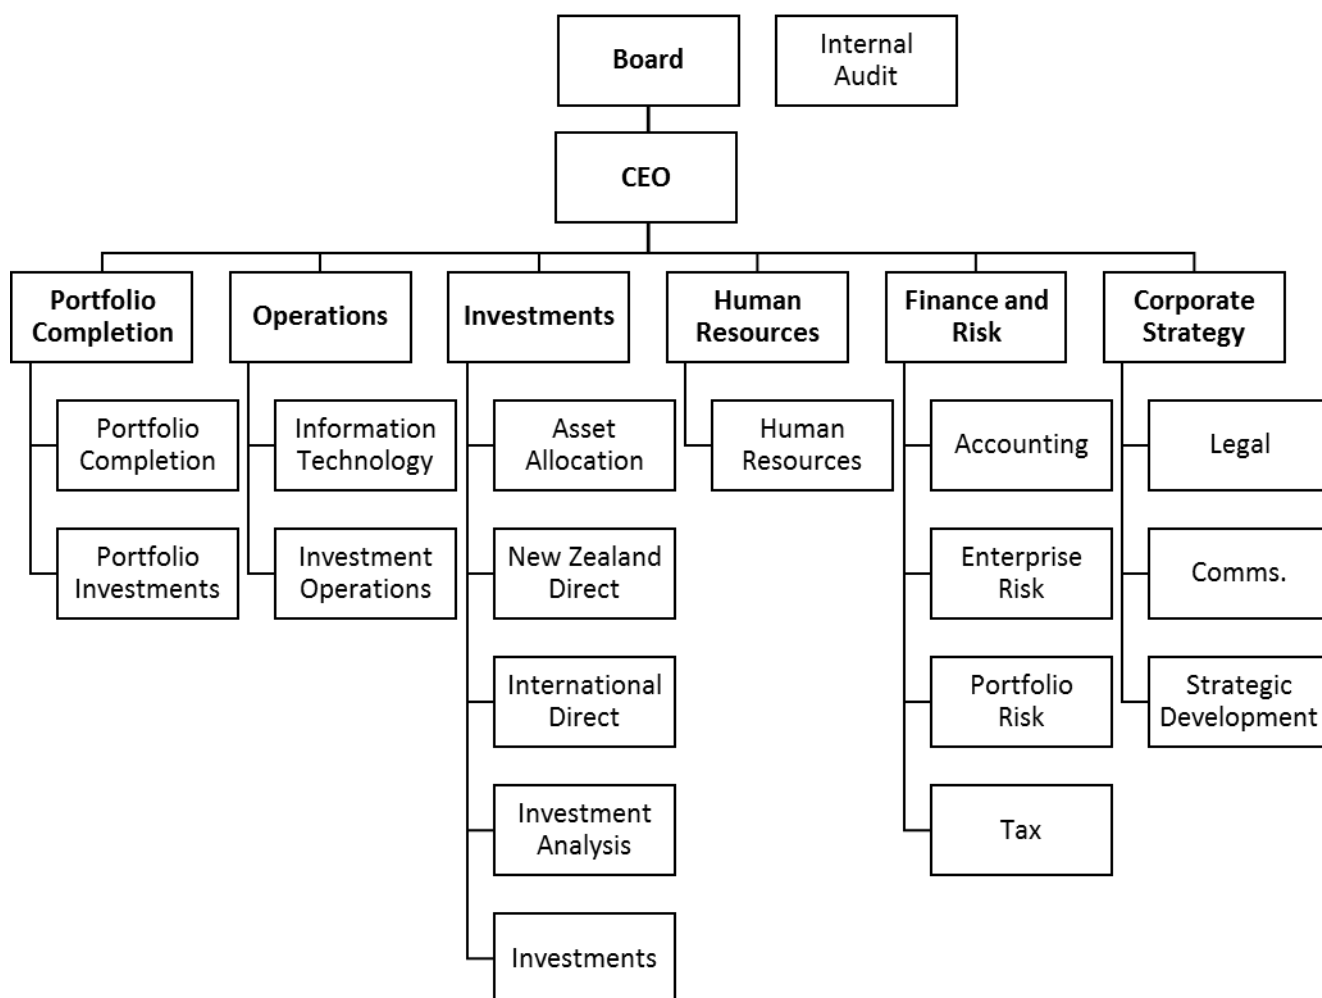 Board
Internal
Audit
CEO
Portfolio
Completion
Operations
Investments
Human
Resources
Finance and
Risk
Corporate
Strategy
Portfolio
Completion
Information
Technology
Asset
Allocation
Human
Resources
Accounting
Legal
Portfolio
Investments
Investment
Operations
New Zealand
Direct
Enterprise
Risk
Comms.
International
Direct
Portfolio
Risk
Strategic
Development
Investment
Analysis
Tax
Investments